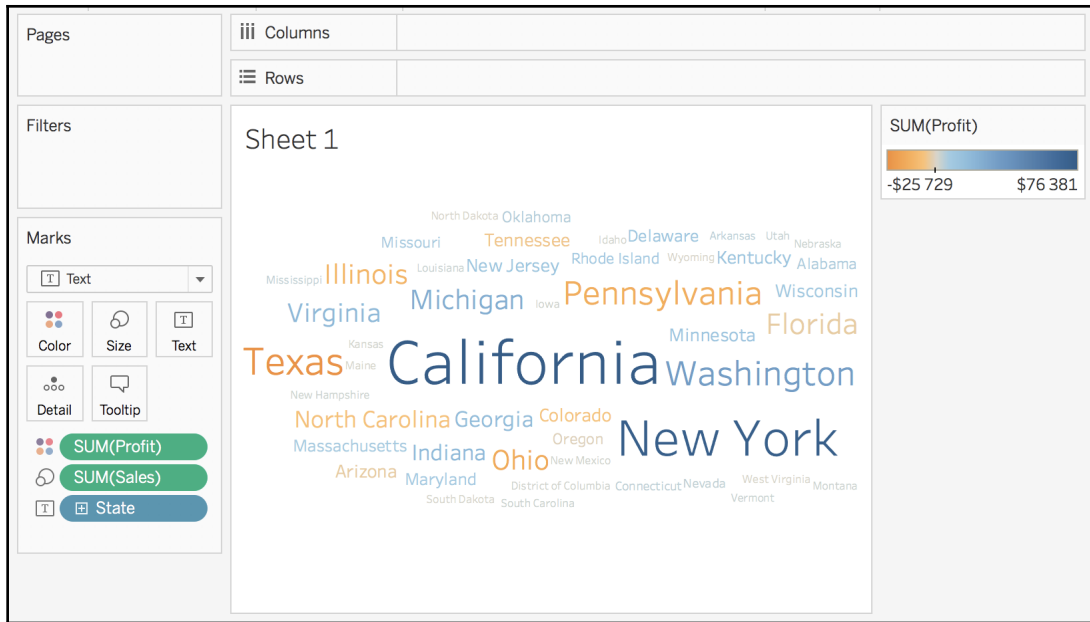 Pages
Columns
Rows
Filters
Sheet 1
SUM(Profit)
-$25 729 $76 381
Marks
T Text
Color Size T Text
Detail Tooltip
SUM(Profit)
SUM(Sales)
T State
North Dakota Oklahoma
Missouri Tennessee Idaho Delaware Arkansas Utah Nebraska
Mississippi Illinois Louisiana New Jersey Rhode Island Wyoming Kentucky Alabama
Virginia Michigan Iowa Pennsylvania Wisconsin
Minnesota Florida
Kansas
Texas Maine California Washington
New Hampshire
North Carolina Georgia Colorado New York
Massachusetts Indiana Oregon
Arizona Maryland Ohio New Mexico
District of Columbia Connecticut Nevada West Virginia Montana
South Dakota South Carolina Vermont